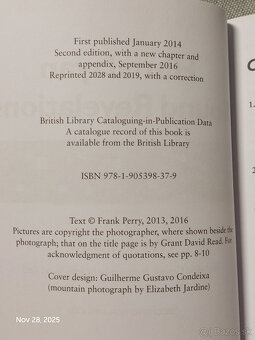 First published January 2014
Second edition, with a new chapter and
appendix, September 2016
Reprinted 2028 and 2019, with a correction
British Library Cataloguing-in-Publication Data
A catalogue record of this book is
available from the British Library
ISBN 978-1-905398-37-9
Text © Frank Perry, 2013, 2016
Pictures are copyright the photographer, where shown beside the
photograph; that on the title page is by Grant David Read. For
acknowledgment of quotations, see pp. 8-10
Cover design: Guilherme Gustavo Condeixa
(mountain photograph by Elizabeth Jardine)
1.
2
Nov 28, 2025